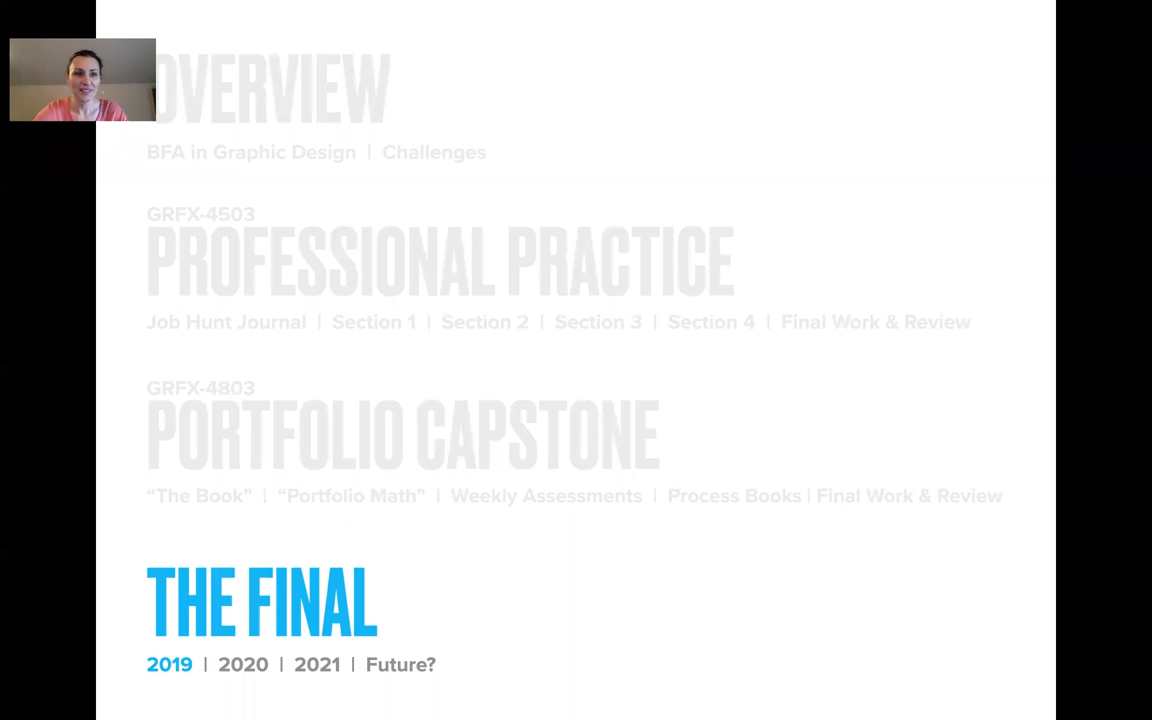 OVERVIEW
BFA in Graphic Design | Challenges
GRFX-4503
PROFESSIONAL PRACTICE
Job Hunt Journal | Section 1 | Section 2 | Section 3 | Section 4 | Final Work & Review
GRFX-4803
PORTFOLIO CAPSTONE
“The Book” | “Portfolio Math” | Weekly Assessments | Process Books | Final Work & Review
THE FINAL
2019 | 2020 | 2021 | Future?